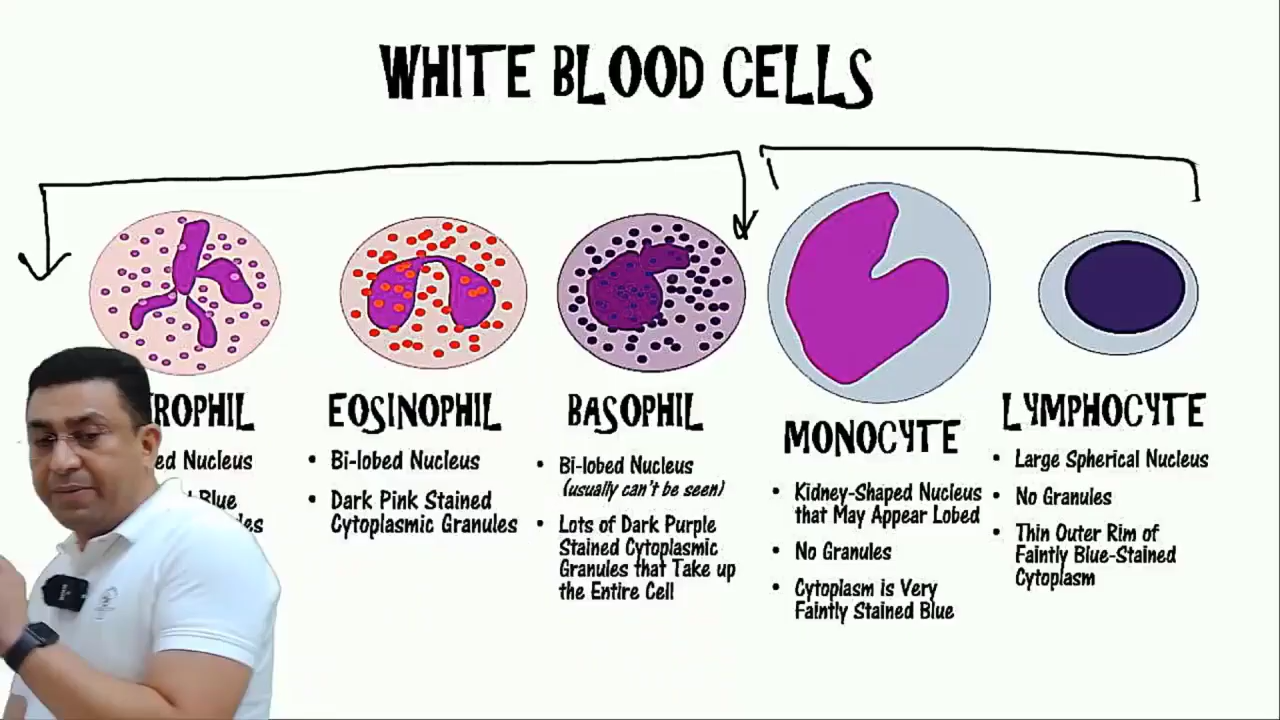 WHITE BLOOD CELLS
ROPHIL
ed Nucleus
Blue
les
EOSINOPHIL
• Bi-lobed Nucleus
• Dark Pink Stained
Cytoplasmic Granules
BASOPHIL
• Bi-lobed Nucleus
(usually can't be seen)
• Lots of Dark Purple
Stained Cytoplasmic
Granules that Take up
the Entire Cell
MONOCYTE
• Kidney-Shaped Nucleus
that May Appear Lobed
• No Granules
• Cytoplasm is Very
Faintly Stained Blue
LYMPHOCYTE
• Large Spherical Nucleus
• No Granules
• Thin Outer Rim of
Faintly Blue-Stained
Cytoplasm